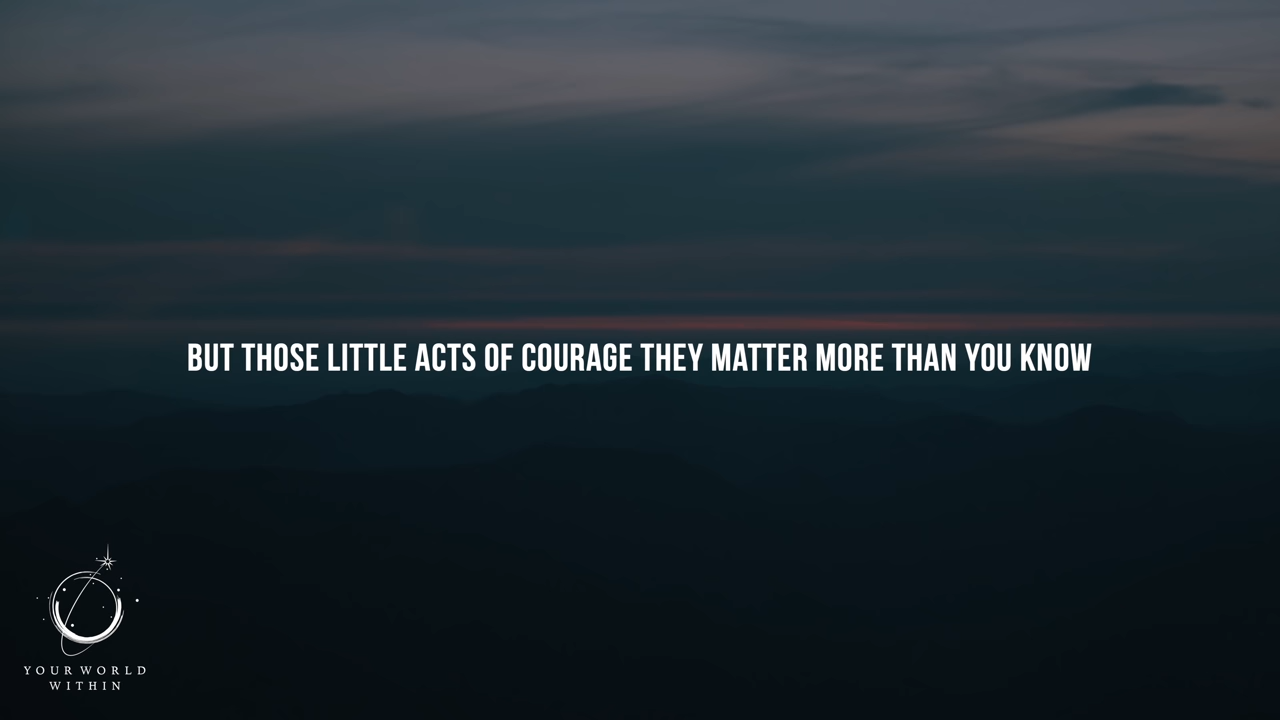 BUT THOSE LITTLE ACTS OF COURAGE THEY MATTER MORE THAN YOU KNOW
YOUR WORLD
WITHIN